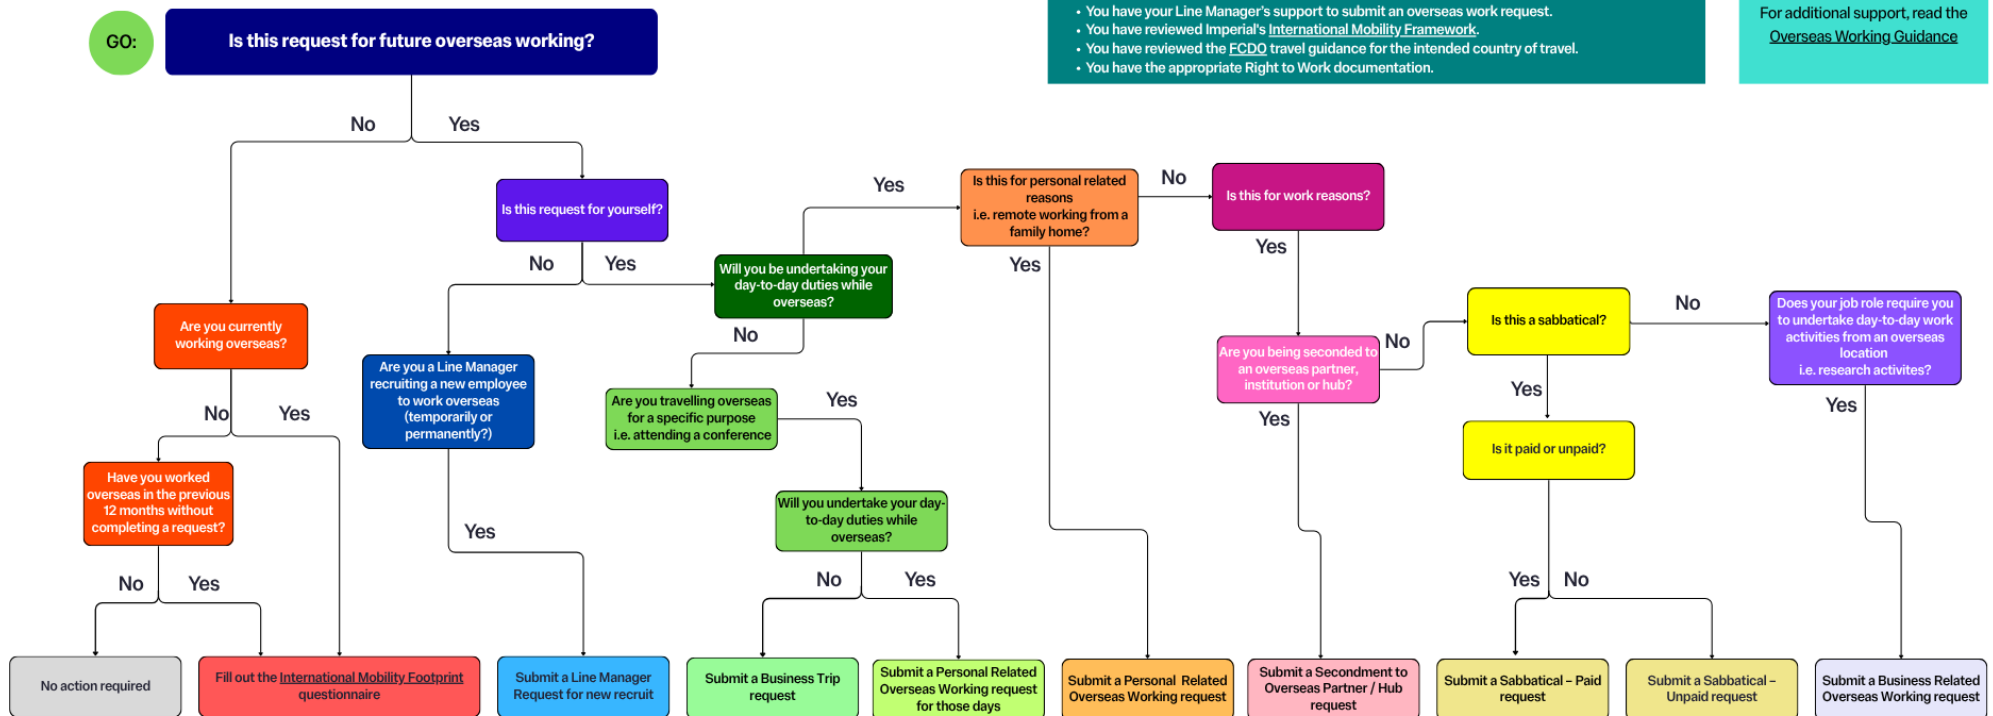 • You have your Line Manager's support to submit an overseas work request.
• You have reviewed Imperial's International Mobility Framework.
• You have reviewed the FCDO travel guidance for the intended country of travel.
• You have the appropriate Right to Work documentation.
For additional support, read the
Overseas Working Guidance
GO:
Is this request for future overseas working?
No
Yes
Is this request for yourself?
No
Yes
Will you be undertaking your
day-to-day duties while
overseas?
Yes
No
Is this for personal related
reasons
i.e. remote working from a
family home?
No
Yes
Is this for work reasons?
Yes
Are you currently
working overseas?
No
Yes
Are you a Line Manager
recruiting a new employee
to work overseas
(temporarily or
permanently?)
Yes
Are you travelling overseas
for a specific purpose
i.e. attending a conference
Yes
Are you being seconded to
an overseas partner,
institution or hub?
No
Yes
Is this a sabbatical?
No
Yes
Does your job role require you
to undertake day-to-day work
activities from an overseas
location
i.e. research activites?
Yes
Is it paid or unpaid?
Yes
No
Have you worked
overseas in the previous
12 months without
completing a request?
No
Yes
Will you undertake your day-
to-day duties while
overseas?
No
Yes
No action required
Fill out the International Mobility Footprint
questionnaire
Submit a Line Manager
Request for new recruit
Submit a Business Trip
request
Submit a Personal Related
Overseas Working request
for those days
Submit a Personal Related
Overseas Working request
Submit a Secondment to
Overseas Partner / Hub
request
Submit a Sabbatical – Paid
request
Submit a Sabbatical –
Unpaid request
Submit a Business Related
Overseas Working request